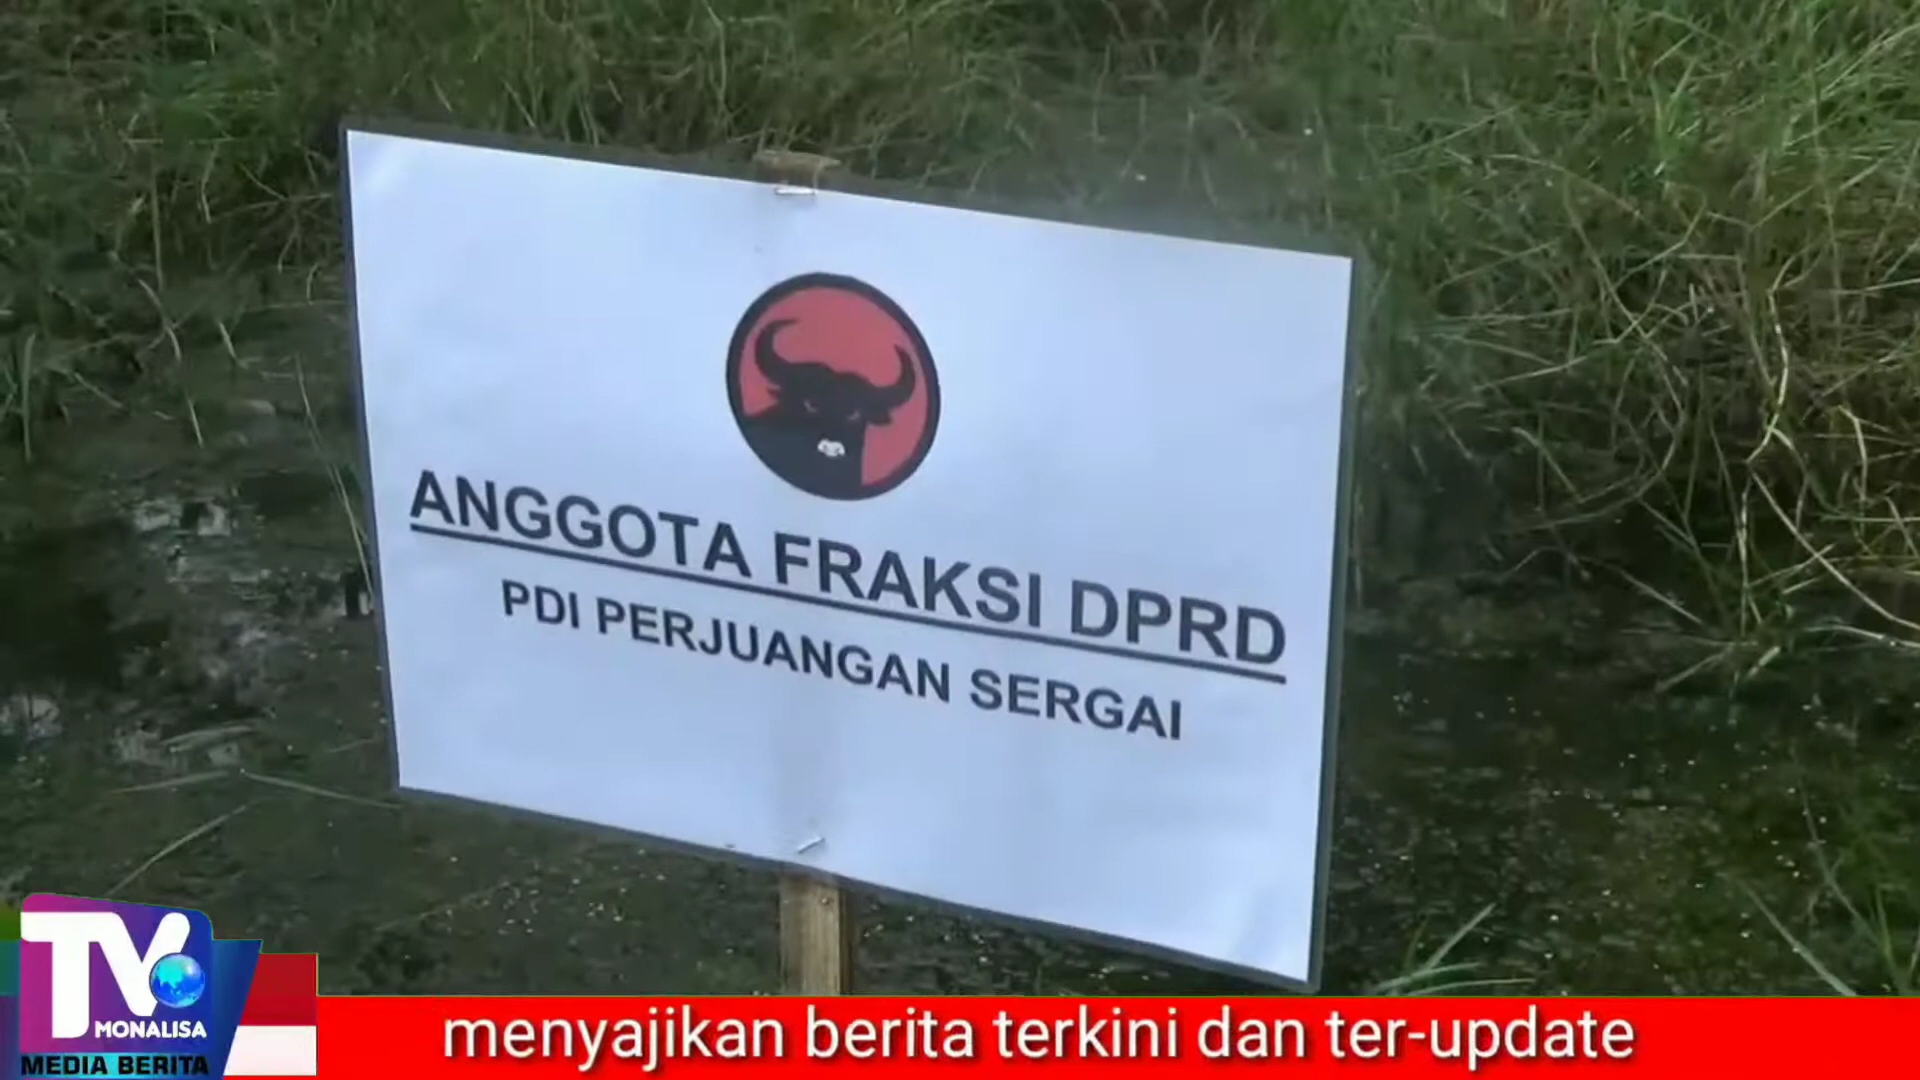 ANGGOTA FRAKSI DPRD
PDI PERJUANGAN SERGAI
TV
MONALISA
MEDIA BERITA
menyajikan berita terkini dan ter-update